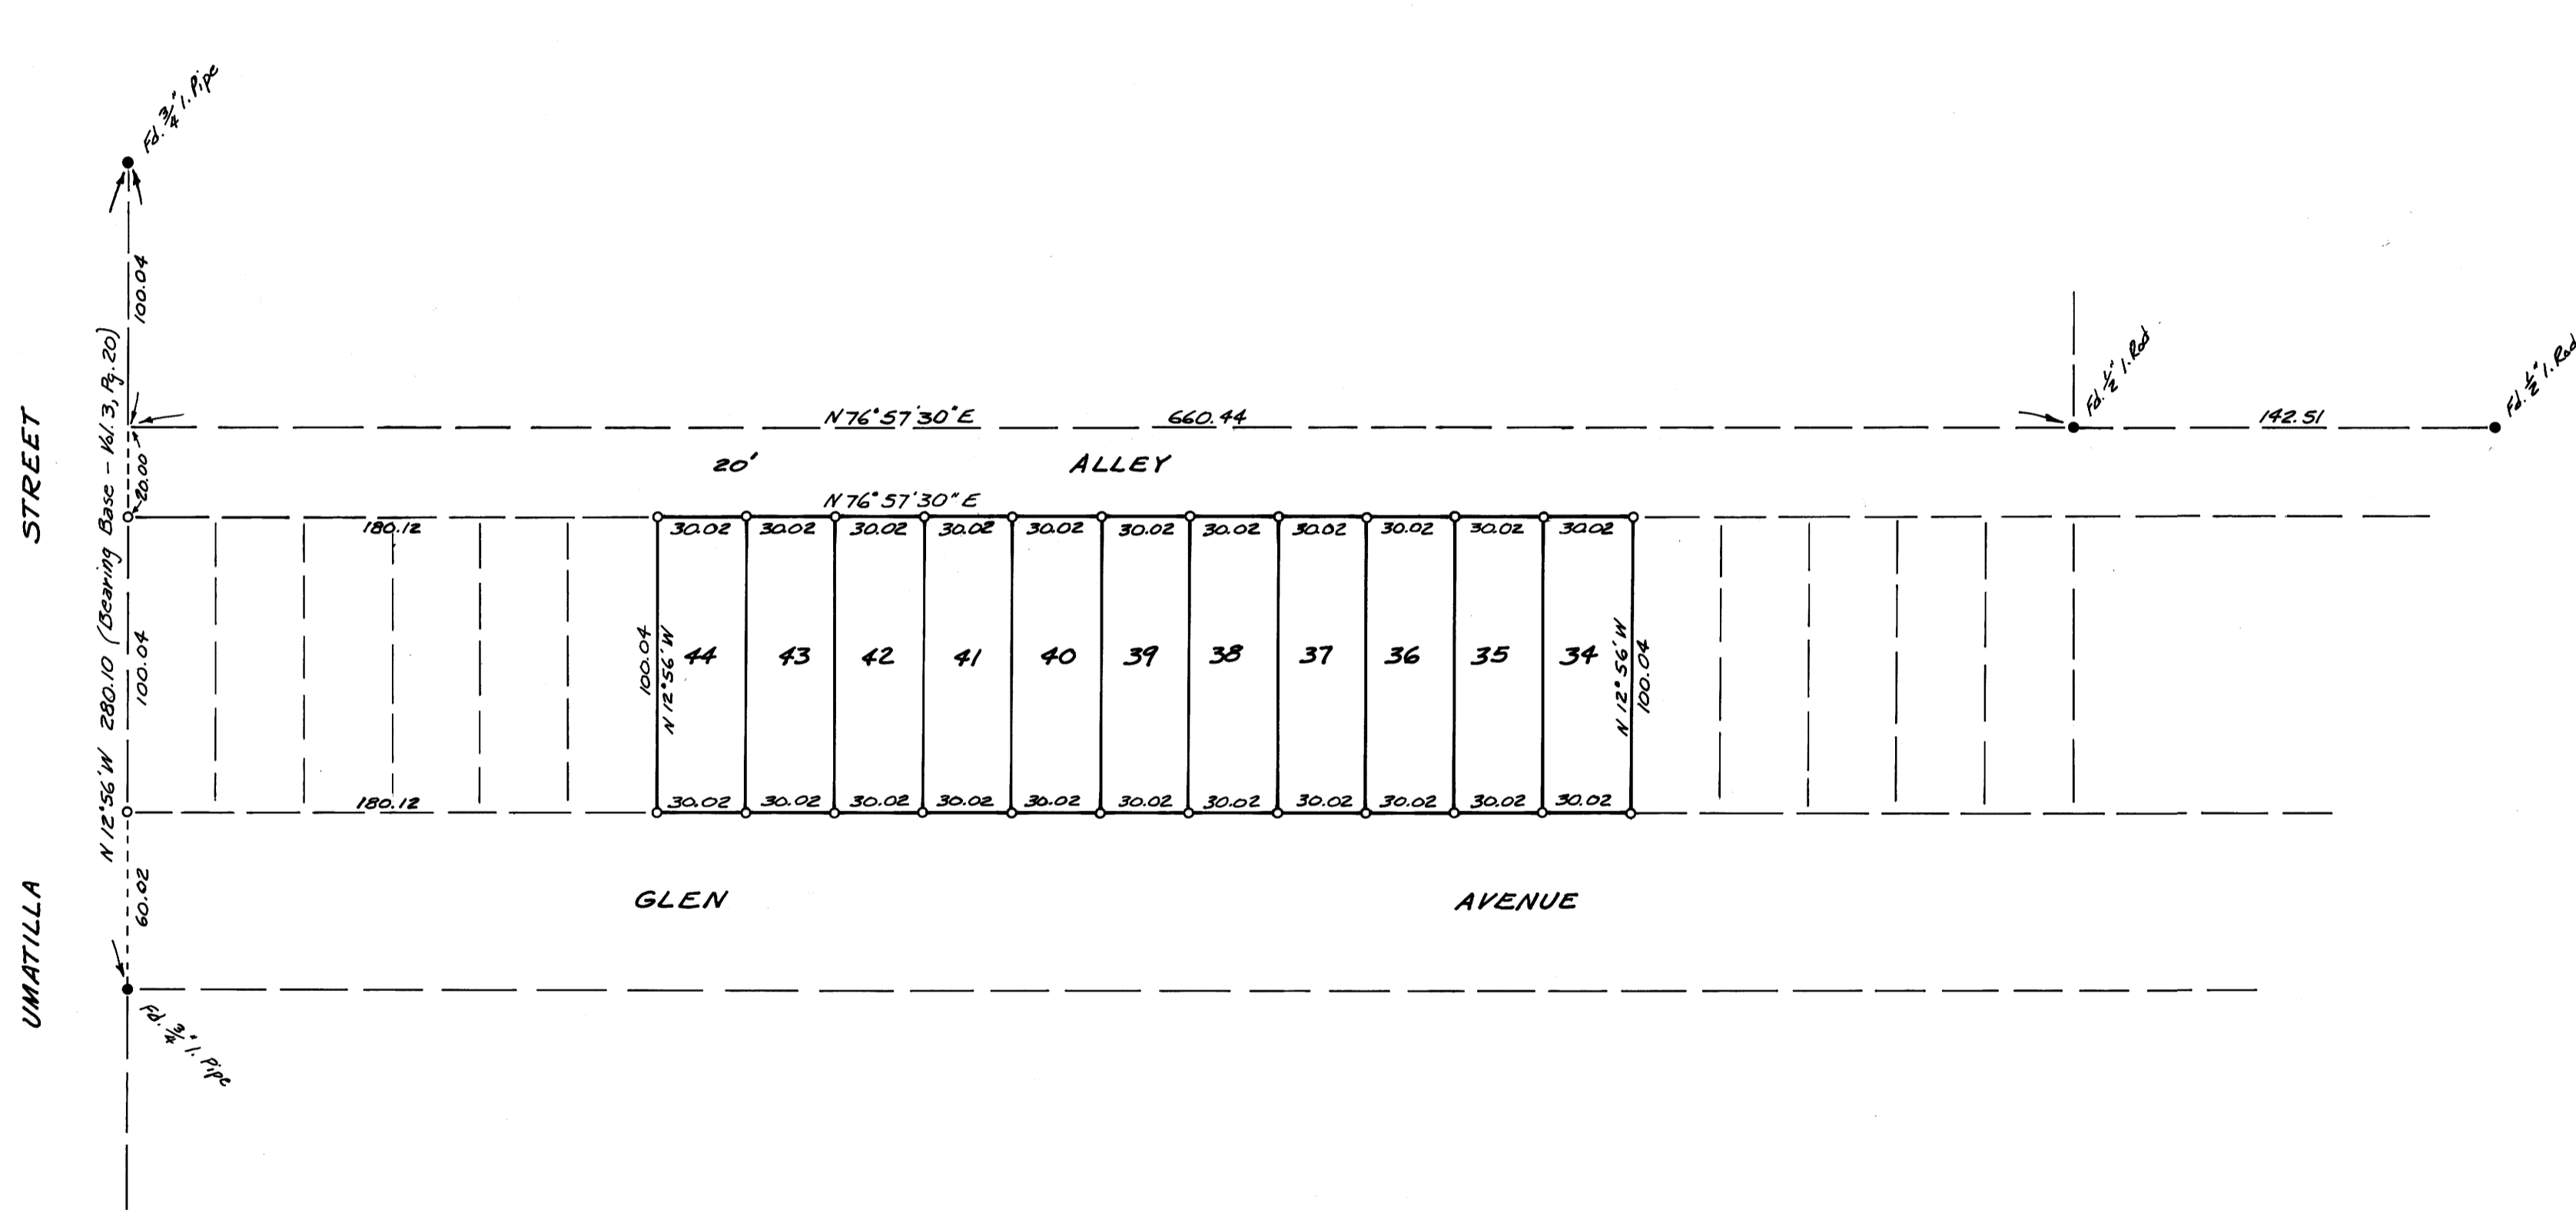 Fd. 3/4" I. Pipe
100.04
N 12°56'W 280.10 (Bearing Base - Vol. 3, Pg. 20)
STREET
UMATILLA
N 76°57'30"E 660.44
Fd. 1/2" I. Rod
142.51
Fd. 1/2" I. Rod
20' ALLEY
20.00
N 76°57'30"E
180.12
30.02 30.02 30.02 30.02 30.02 30.02 30.02 30.02 30.02 30.02 30.02
100.04
100.04
N 12°56'W
44 43 42 41 40 39 38 37 36 35 34
N 12°56'W
100.04
180.12
30.02 30.02 30.02 30.02 30.02 30.02 30.02 30.02 30.02 30.02 30.02
60.02
GLEN AVENUE
Fd. 3/4" I. Pipe